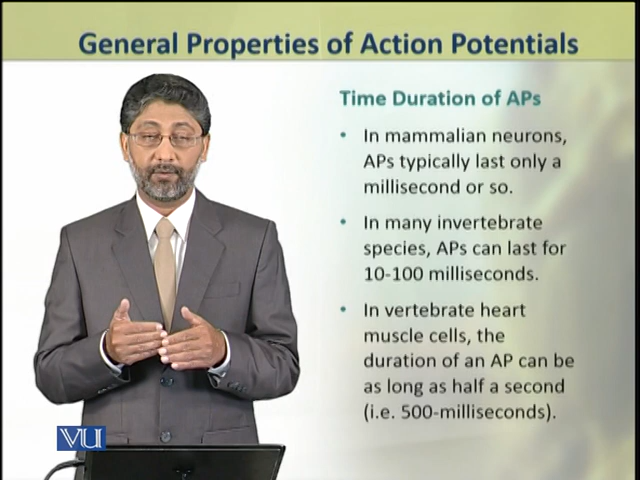 General Properties of Action Potentials
Time Duration of APs
• In mammalian neurons,
APs typically last only a
millisecond or so.
• In many invertebrate
species, APs can last for
10-100 milliseconds.
• In vertebrate heart
muscle cells, the
duration of an AP can be
as long as half a second
(i.e. 500-milliseconds).
VU